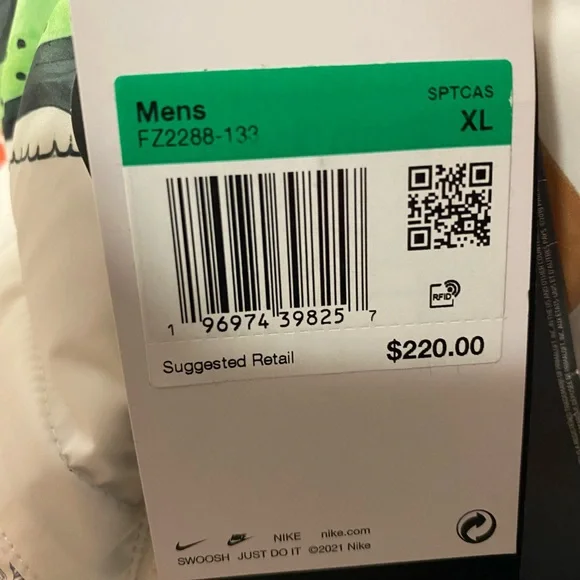 Mens
FZ2288-133
SPTCAS
XL
1 96974 39825 7
RFID
Suggested Retail
$220.00
NIKE nike.com
SWOOSH JUST DO IT ©2021 Nike